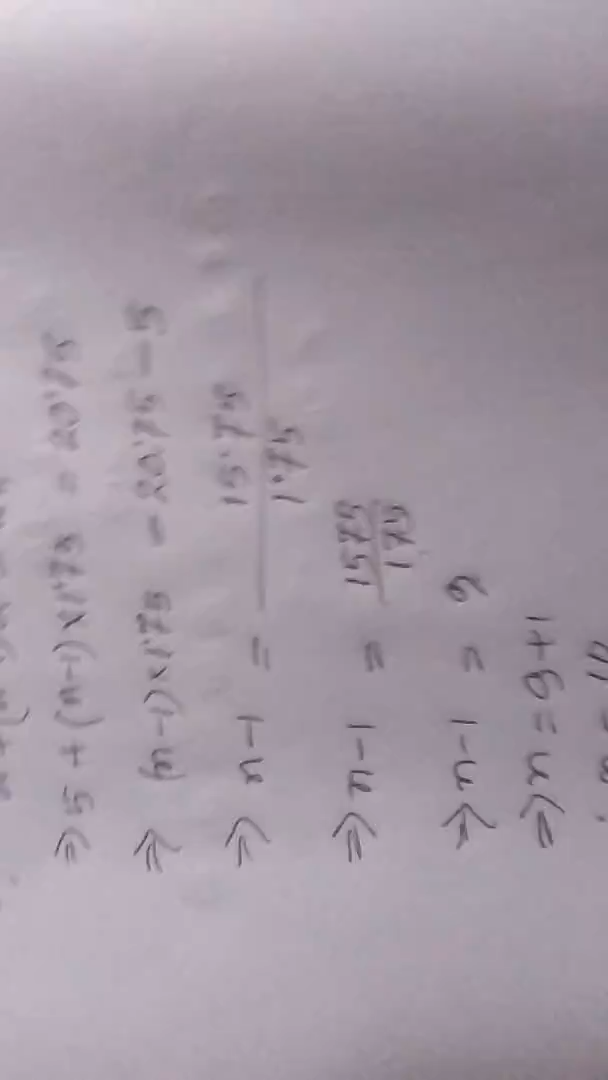 ⇒ 5 + (n-1) × 1.75 = 20.75
⇒ (n-1) × 1.75 = 20.75 - 5
⇒ n-1 = 15.75 / 1.75
⇒ n-1 = 1575 / 175
⇒ n-1 = 9
⇒ n = 9+1